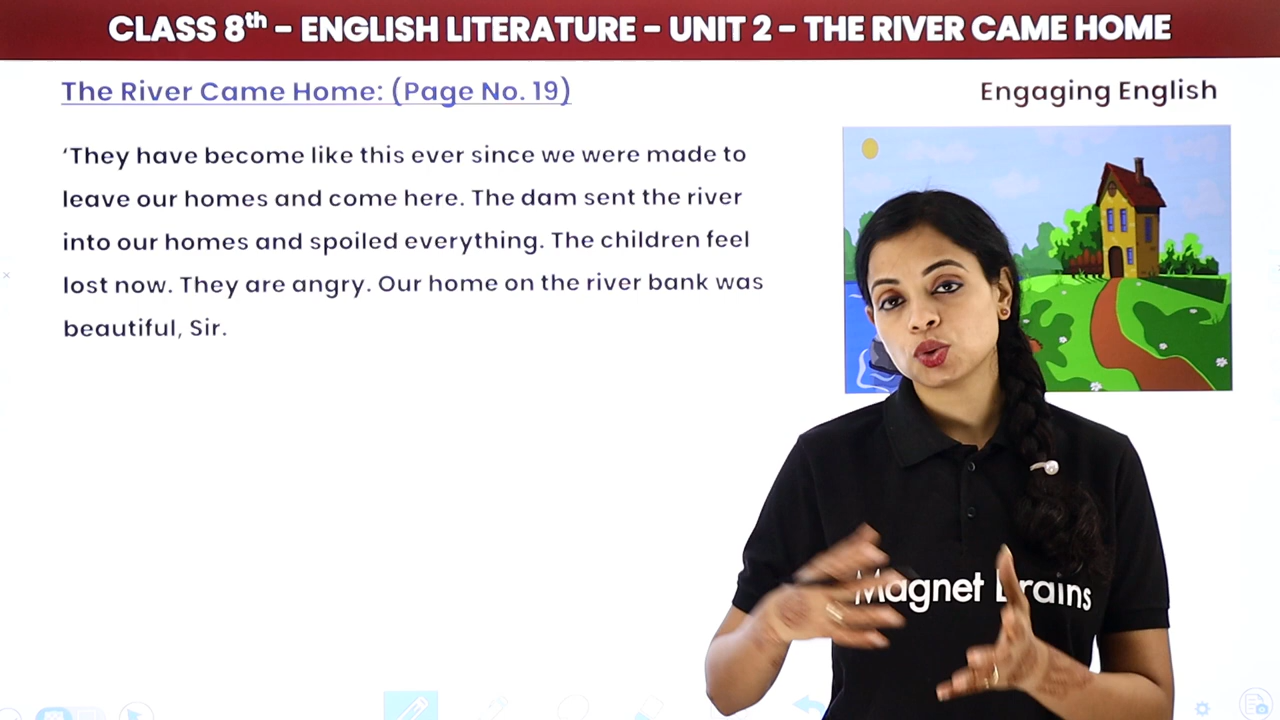 CLASS 8th – ENGLISH LITERATURE – UNIT 2 – THE RIVER CAME HOME
The River Came Home: (Page No. 19)
Engaging English
‘They have become like this ever since we were made to
leave our homes and come here. The dam sent the river
into our homes and spoiled everything. The children feel
lost now. They are angry. Our home on the river bank was
beautiful, Sir.
Magnet Brains